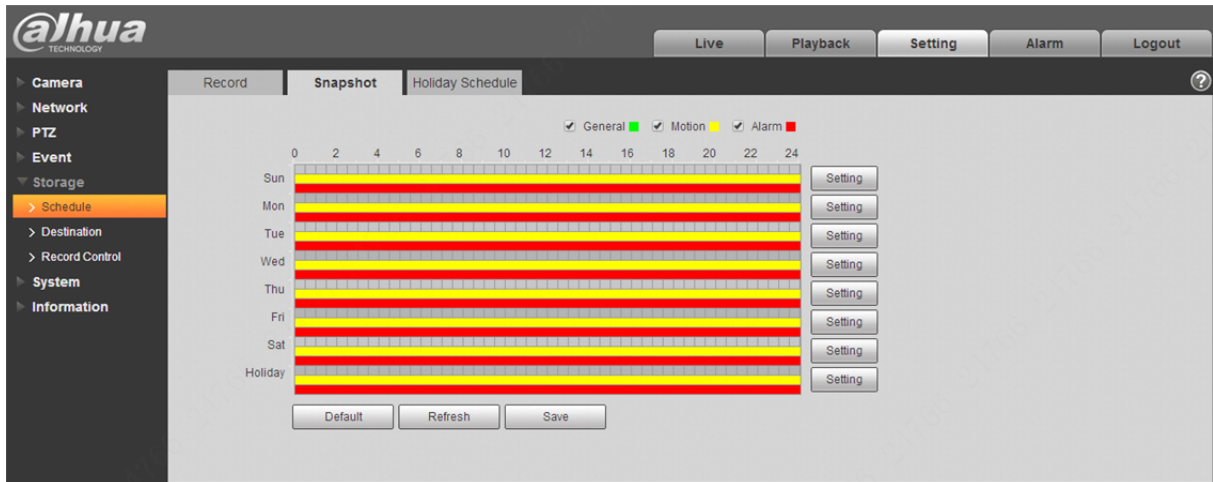 alhua
TECHNOLOGY
Live Playback Setting Alarm Logout
Camera
Network
PTZ
Event
Storage
Schedule
Destination
Record Control
System
Information
Record Snapshot Holiday Schedule
?
General Motion Alarm
0 2 4 6 8 10 12 14 16 18 20 22 24
Sun Setting
Mon Setting
Tue Setting
Wed Setting
Thu Setting
Fri Setting
Sat Setting
Holiday Setting
Default Refresh Save